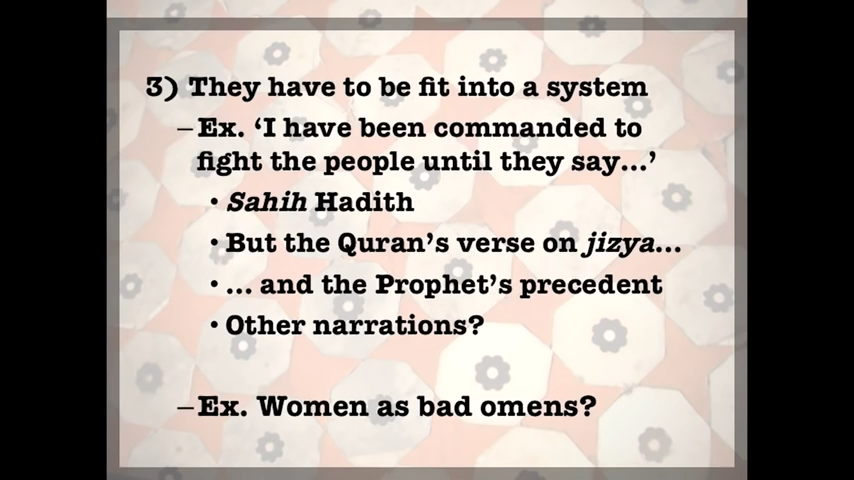 3) They have to be fit into a system
–Ex. ‘I have been commanded to
fight the people until they say…’
• Sahih Hadith
• But the Quran’s verse on jizya…
• … and the Prophet’s precedent
• Other narrations?
–Ex. Women as bad omens?